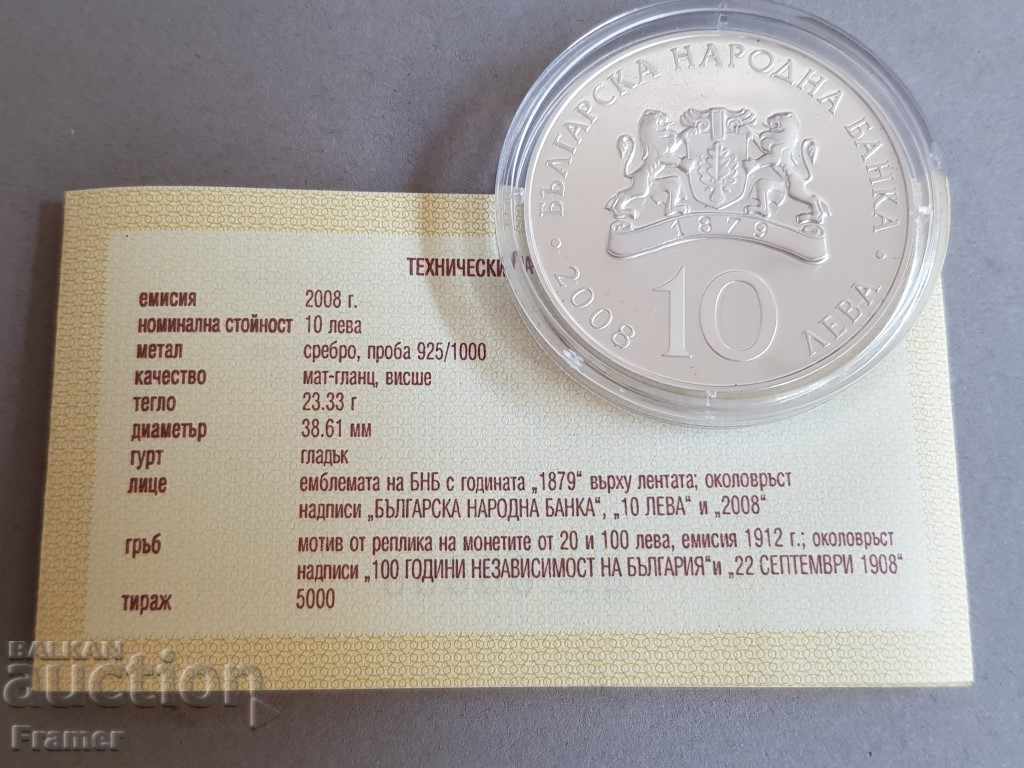 БЪЛГАРСКА НАРОДНА БАНКА
1879
2008
10
ЛЕВА
ТЕХНИЧЕСКИ
емисия 2008 г.
номинална стойност 10 лева
метал сребро, проба 925/1000
качество мат-гланц, висше
тегло 23.33 г
диаметър 38.61 мм
гурт гладък
лице емблемата на БНБ с годината „1879“ върху лентата; околовръст
надписи „БЪЛГАРСКА НАРОДНА БАНКА“, „10 ЛЕВА“ и „2008“
гръб мотив от реплика на монетите от 20 и 100 лева, емисия 1912 г.; околовръст
надписи „100 ГОДИНИ НЕЗАВИСИМОСТ НА БЪЛГАРИЯ“и „22 СЕПТЕМВРИ 1908“
тираж 5000
BALKAN
auction
Framer